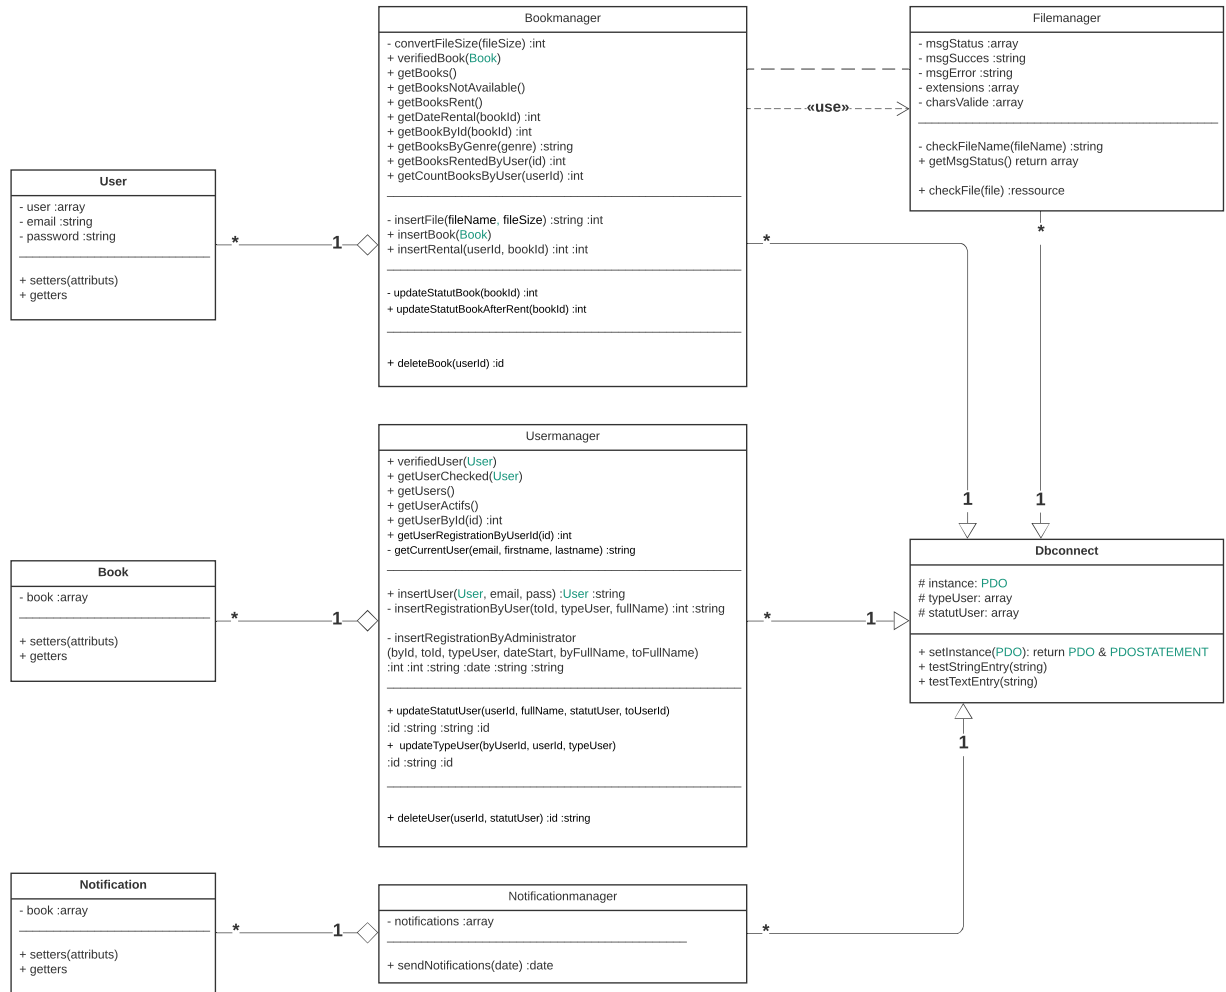 Bookmanager
- convertFileSize(fileSize) :int
+ verifiedBook(Book)
+ getBooks()
+ getBooksNotAvailable()
+ getBooksRent()
+ getDateRental(bookId) :int
+ getBookById(bookId) :int
+ getBooksByGenre(genre) :string
+ getBooksRentedByUser(id) :int
+ getCountBooksByUser(userId) :int
- insertFile(fileName, fileSize) :string :int
+ insertBook(Book)
+ insertRental(userId, bookId) :int :int
- updateStatutBook(bookId) :int
+ updateStatutBookAfterRent(bookId) :int
+ deleteBook(userId) :id
Filemanager
- msgStatus :array
- msgSucces :string
- msgError :string
- extensions :array
- charsValide :array
- checkFileName(fileName) :string
+ getMsgStatus() return array
+ checkFile(file) :ressource
«use»
User
- user :array
- email :string
- password :string
+ setters(attributs)
+ getters
*
1
*
*
Usermanager
+ verifiedUser(User)
+ getUserChecked(User)
+ getUsers()
+ getUserActifs()
+ getUserById(id) :int
+ getUserRegistrationByUserId(id) :int
- getCurrentUser(email, firstname, lastname) :string
+ insertUser(User, email, pass) :User :string
- insertRegistrationByUser(toId, typeUser, fullName) :int :string
- insertRegistrationByAdministrator
(byId, toId, typeUser, dateStart, byFullName, toFullName)
:int :int :string :date :string :string
+ updateStatutUser(userId, fullName, statutUser, toUserId)
:id :string :string :id
+ updateTypeUser(byUserId, userId, typeUser)
:id :string :id
+ deleteUser(userId, statutUser) :id :string
1
1
Dbconnect
# instance: PDO
# typeUser: array
# statutUser: array
+ setInstance(PDO): return PDO & PDOSTATEMENT
+ testStringEntry(string)
+ testTextEntry(string)
Book
- book :array
+ setters(attributs)
+ getters
*
1
*
1
1
Notification
- book :array
+ setters(attributs)
+ getters
*
1
Notificationmanager
- notifications :array
+ sendNotifications(date) :date
*